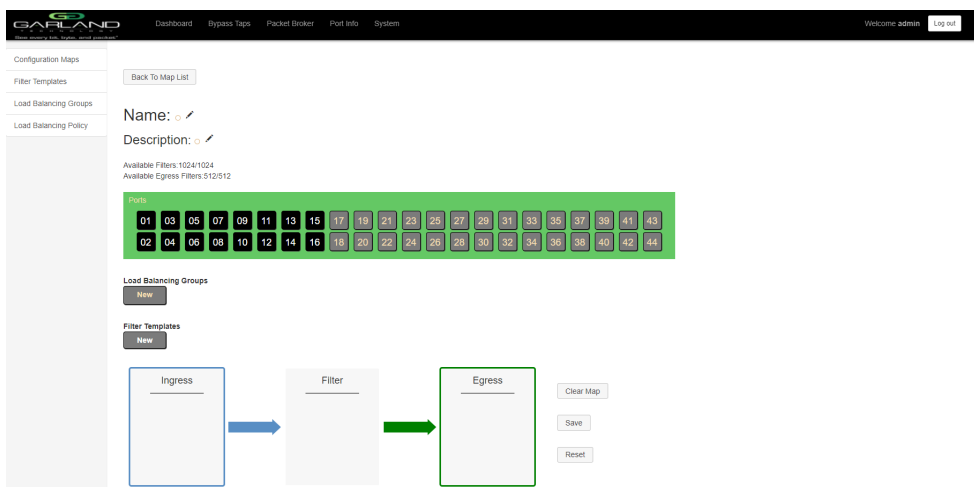 GARLAND
TECHNOLOGY
See every bit, byte, and packet®
Dashboard Bypass Taps Packet Broker Port Info System
Welcome admin Log out
Configuration Maps
Filter Templates
Load Balancing Groups
Load Balancing Policy
Back To Map List
Name:
Description:
Available Filters:1024/1024
Available Egress Filters:512/512
Ports
01 03 05 07 09 11 13 15 17 19 21 23 25 27 29 31 33 35 37 39 41 43
02 04 06 08 10 12 14 16 18 20 22 24 26 28 30 32 34 36 38 40 42 44
Load Balancing Groups
New
Filter Templates
New
Ingress Filter Egress
Clear Map
Save
Reset